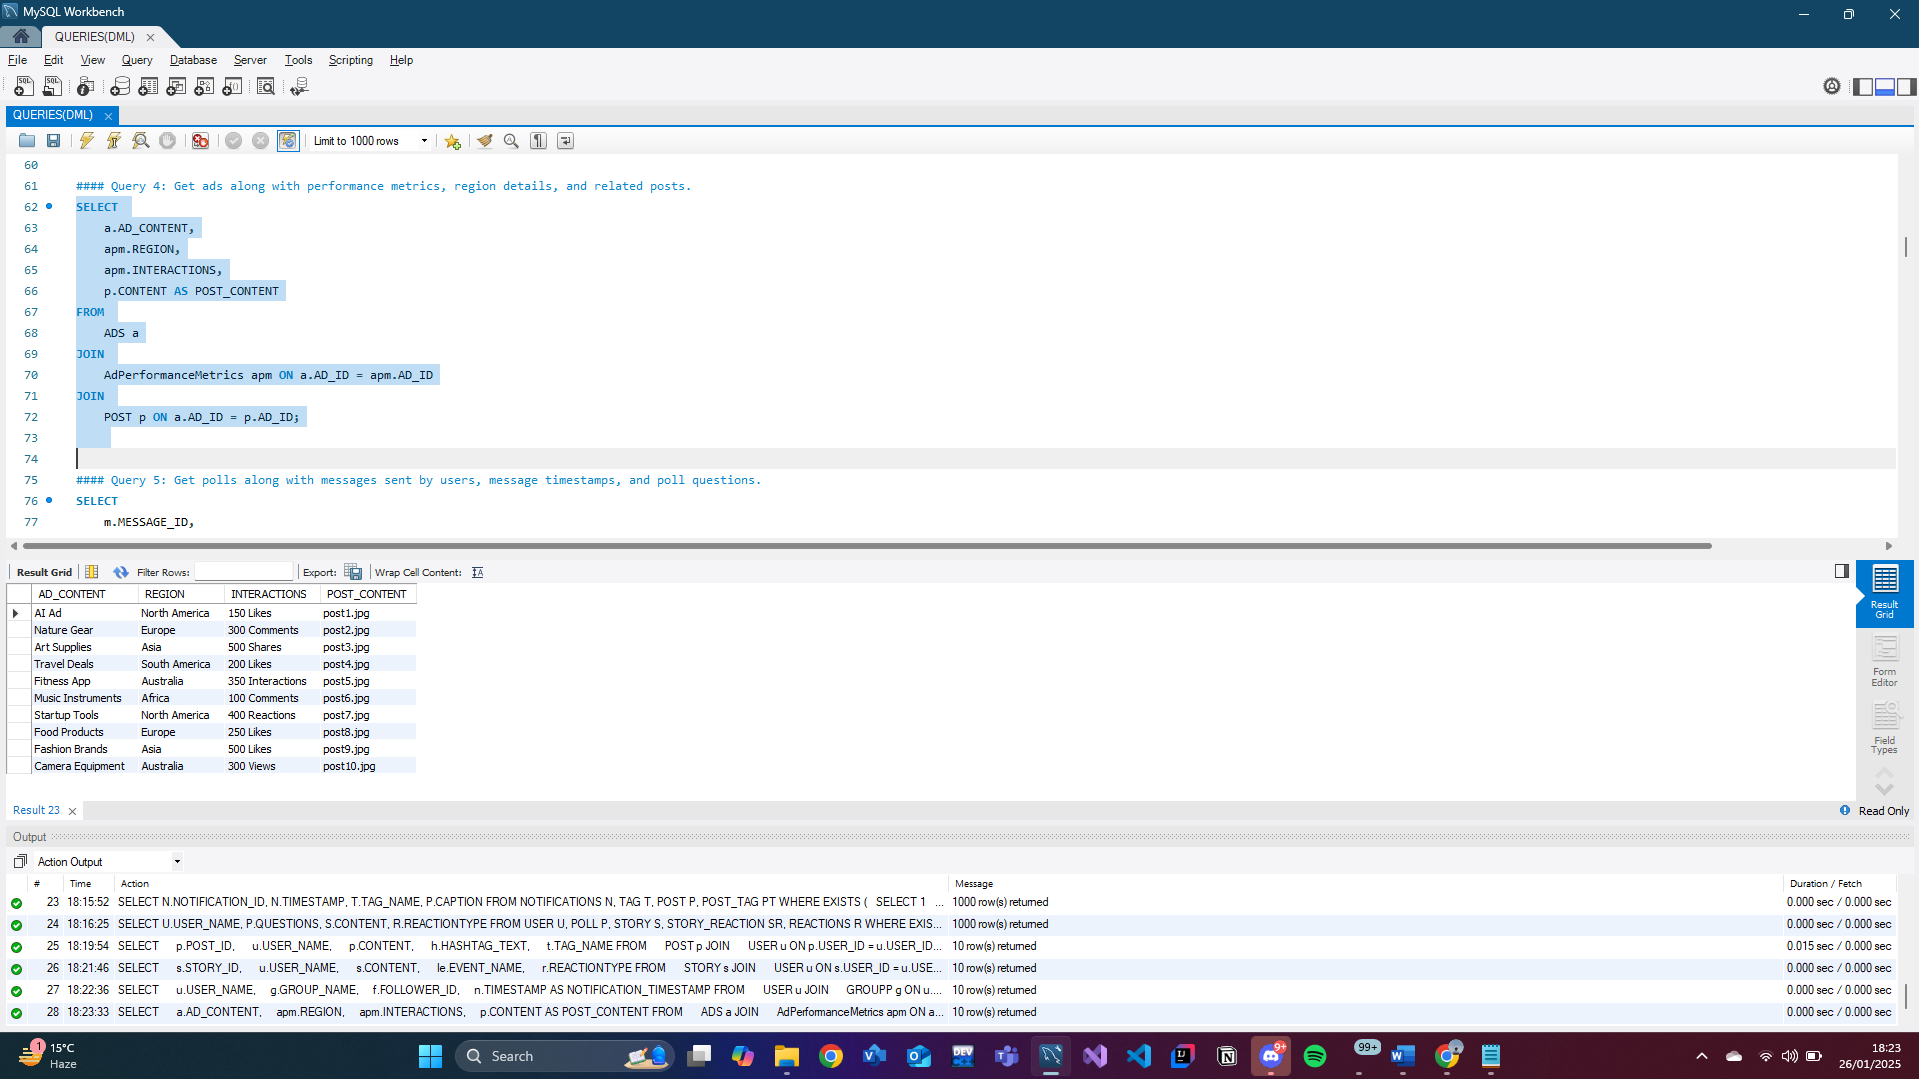 MySQL Workbench
QUERIES(DML)
File Edit View Query Database Server Tools Scripting Help
QUERIES(DML)
Limit to 1000 rows
60
61 #### Query 4: Get ads along with performance metrics, region details, and related posts.
62 SELECT
63 a.AD_CONTENT,
64 apm.REGION,
65 apm.INTERACTIONS,
66 p.CONTENT AS POST_CONTENT
67 FROM
68 ADS a
69 JOIN
70 AdPerformanceMetrics apm ON a.AD_ID = apm.AD_ID
71 JOIN
72 POST p ON a.AD_ID = p.AD_ID;
73
74
75 #### Query 5: Get polls along with messages sent by users, message timestamps, and poll questions.
76 SELECT
77 m.MESSAGE_ID,
Result Grid Filter Rows: Export: Wrap Cell Content:
AD_CONTENT REGION INTERACTIONS POST_CONTENT
AI Ad North America 150 Likes post1.jpg
Nature Gear Europe 300 Comments post2.jpg
Art Supplies Asia 500 Shares post3.jpg
Travel Deals South America 200 Likes post4.jpg
Fitness App Australia 350 Interactions post5.jpg
Music Instruments Africa 100 Comments post6.jpg
Startup Tools North America 400 Reactions post7.jpg
Food Products Europe 250 Likes post8.jpg
Fashion Brands Asia 500 Likes post9.jpg
Camera Equipment Australia 300 Views post10.jpg
Result Grid
Form Editor
Field Types
Result 23
Read Only
Output
Action Output
# Time Action Message Duration / Fetch
23 18:15:52 SELECT N.NOTIFICATION_ID, N.TIMESTAMP, T.TAG_NAME, P.CAPTION FROM NOTIFICATIONS N, TAG T, POST P, POST_TAG PT WHERE EXISTS ( SELECT 1 ... 1000 row(s) returned 0.000 sec / 0.000 sec
24 18:16:25 SELECT U.USER_NAME, P.QUESTIONS, S.CONTENT, R.REACTIONTYPE FROM USER U, POLL P, STORY S, STORY_REACTION SR, REACTIONS R WHERE EXIS... 1000 row(s) returned 0.000 sec / 0.000 sec
25 18:19:54 SELECT p.POST_ID, u.USER_NAME, p.CONTENT, h.HASHTAG_TEXT, t.TAG_NAME FROM POST p JOIN USER u ON p.USER_ID = u.USER_ID... 10 row(s) returned 0.015 sec / 0.000 sec
26 18:21:46 SELECT s.STORY_ID, u.USER_NAME, s.CONTENT, le.EVENT_NAME, r.REACTIONTYPE FROM STORY s JOIN USER u ON s.USER_ID = u.USE... 10 row(s) returned 0.000 sec / 0.000 sec
27 18:22:36 SELECT u.USER_NAME, g.GROUP_NAME, f.FOLLOWER_ID, n.TIMESTAMP AS NOTIFICATION_TIMESTAMP FROM USER u JOIN GROUPP g ON u.... 10 row(s) returned 0.000 sec / 0.000 sec
28 18:23:33 SELECT a.AD_CONTENT, apm.REGION, apm.INTERACTIONS, p.CONTENT AS POST_CONTENT FROM ADS a JOIN AdPerformanceMetrics apm ON a... 10 row(s) returned 0.000 sec / 0.000 sec
1
15°C
Haze
Search
DEV
9+
99+
18:23
26/01/2025